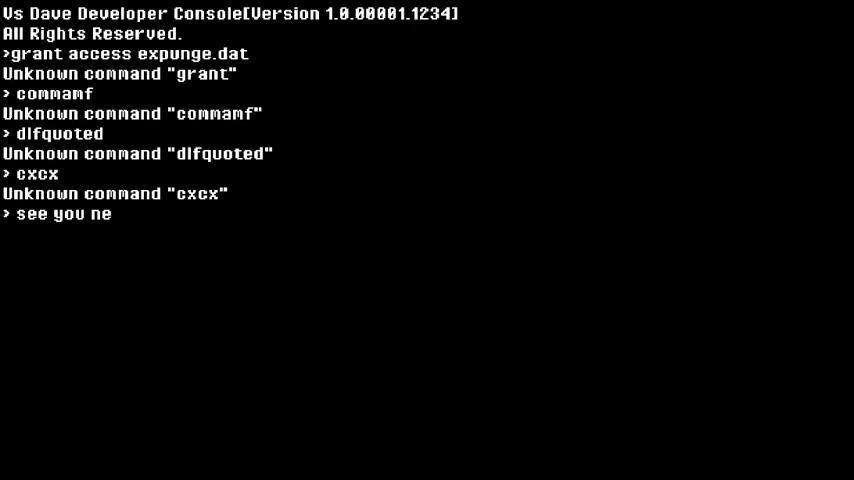 Vs Dave Developer Console[Version 1.0.00001.1234]
All Rights Reserved.
>grant access expunge.dat
Unknown command "grant"
> commamf
Unknown command "commamf"
> dlfquoted
Unknown command "dlfquoted"
> cxcx
Unknown command "cxcx"
> see you ne